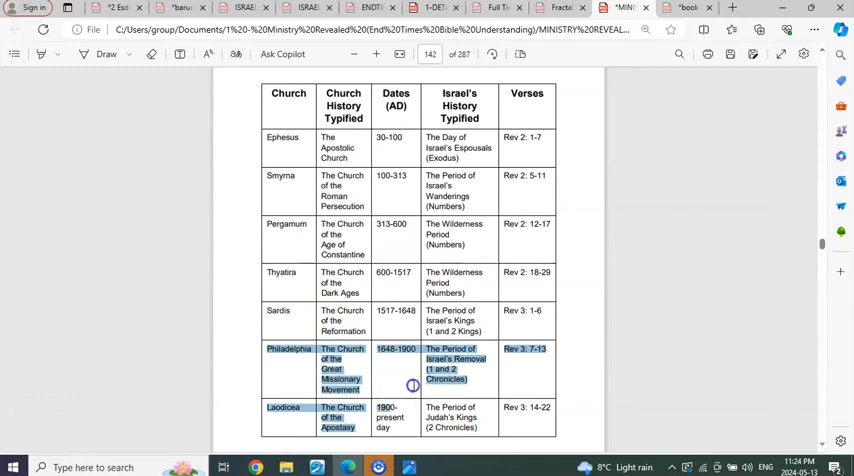 Sign in
*2 Esdr
*baruc
ISRAEL
ISRAEL
ENDTIM
1-DETA
Full Tim
Fractal
*MINIS
*book
File
C:/Users/group/Documents/1%20-%20Ministry%20Revealed%20(End%20Times%20Bible%20Understanding)/MINISTRY%20REVEAL...
Draw
Ask Copilot
142 of 287
Church
Church History Typified
Dates (AD)
Israel's History Typified
Verses
Ephesus
The Apostolic Church
30-100
The Day of Israel's Espousals (Exodus)
Rev 2: 1-7
Smyrna
The Church of the Roman Persecution
100-313
The Period of Israel's Wanderings (Numbers)
Rev 2: 5-11
Pergamum
The Church of the Age of Constantine
313-600
The Wilderness Period (Numbers)
Rev 2: 12-17
Thyatira
The Church of the Dark Ages
600-1517
The Wilderness Period (Numbers)
Rev 2: 18-29
Sardis
The Church of the Reformation
1517-1648
The Period of Israel's Kings (1 and 2 Kings)
Rev 3: 1-6
Philadelphia
The Church of the Great Missionary Movement
1648-1900
The Period of Israel's Removal (1 and 2 Chronicles)
Rev 3: 7-13
Laodicea
The Church of the Apostasy
1900-present day
The Period of Judah's Kings (2 Chronicles)
Rev 3: 14-22
Type here to search
8°C Light rain
ENG
11:24 PM
2024-05-13
2